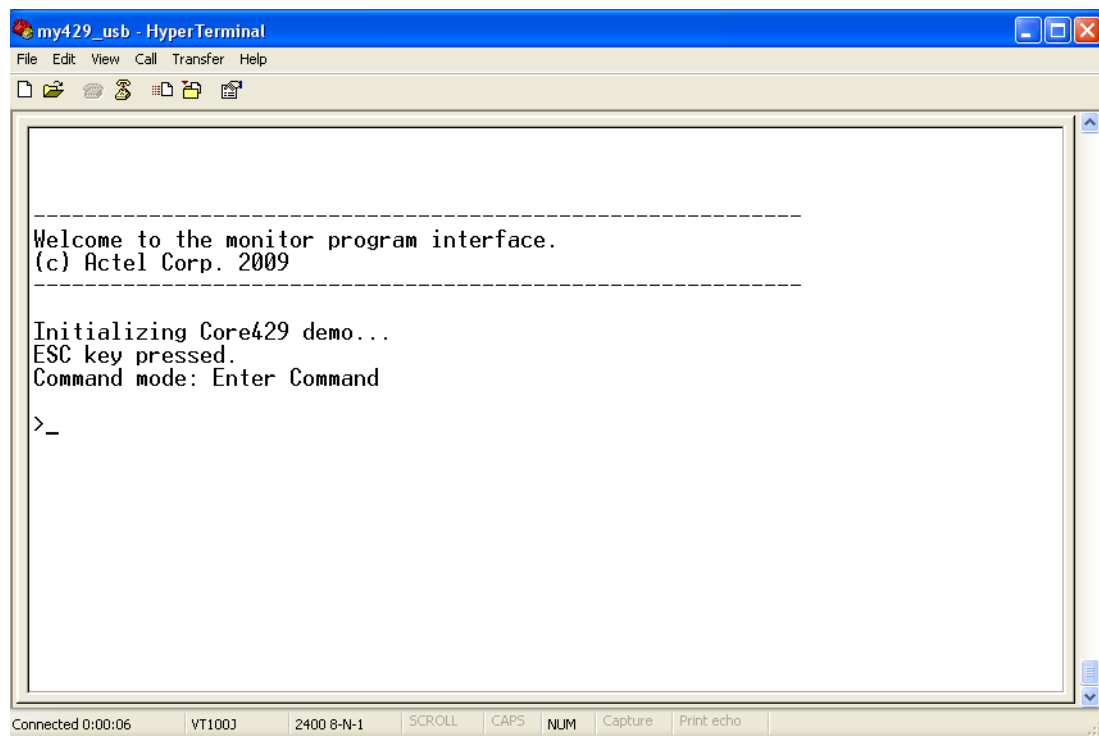 my429_usb - HyperTerminal
File Edit View Call Transfer Help
------------------------------------------------------------
Welcome to the monitor program interface.
(c) Actel Corp. 2009
------------------------------------------------------------
Initializing Core429 demo...
ESC key pressed.
Command mode: Enter Command
>_
Connected 0:00:06 VT100J 2400 8-N-1 SCROLL CAPS NUM Capture Print echo